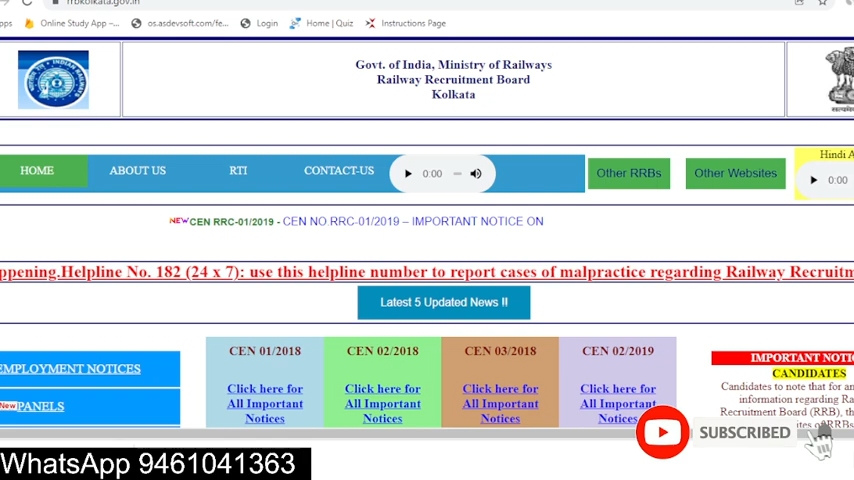 rrbkolkata.gov.in
Online Study App –...
os.asdevsoft.com/fe...
Login
Home | Quiz
Instructions Page
Govt. of India, Ministry of Railways
Railway Recruitment Board
Kolkata
HOME
ABOUT US
RTI
CONTACT-US
0:00
Other RRBs
Other Websites
Hindi A
0:00
NEW CEN RRC-01/2019 - CEN NO.RRC-01/2019 – IMPORTANT NOTICE ON
ppening.Helpline No. 182 (24 x 7): use this helpline number to report cases of malpractice regarding Railway Recruitm
Latest 5 Updated News !!
EMPLOYMENT NOTICES
New PANELS
CEN 01/2018
Click here for
All Important
Notices
CEN 02/2018
Click here for
All Important
Notices
CEN 03/2018
Click here for
All Important
Notices
CEN 02/2019
Click here for
All Important
Notices
IMPORTANT NOTIC
CANDIDATES
Candidates to note that for an
information regarding Ra
Recruitment Board (RRB), th
SUBSCRIBED
WhatsApp 9461041363